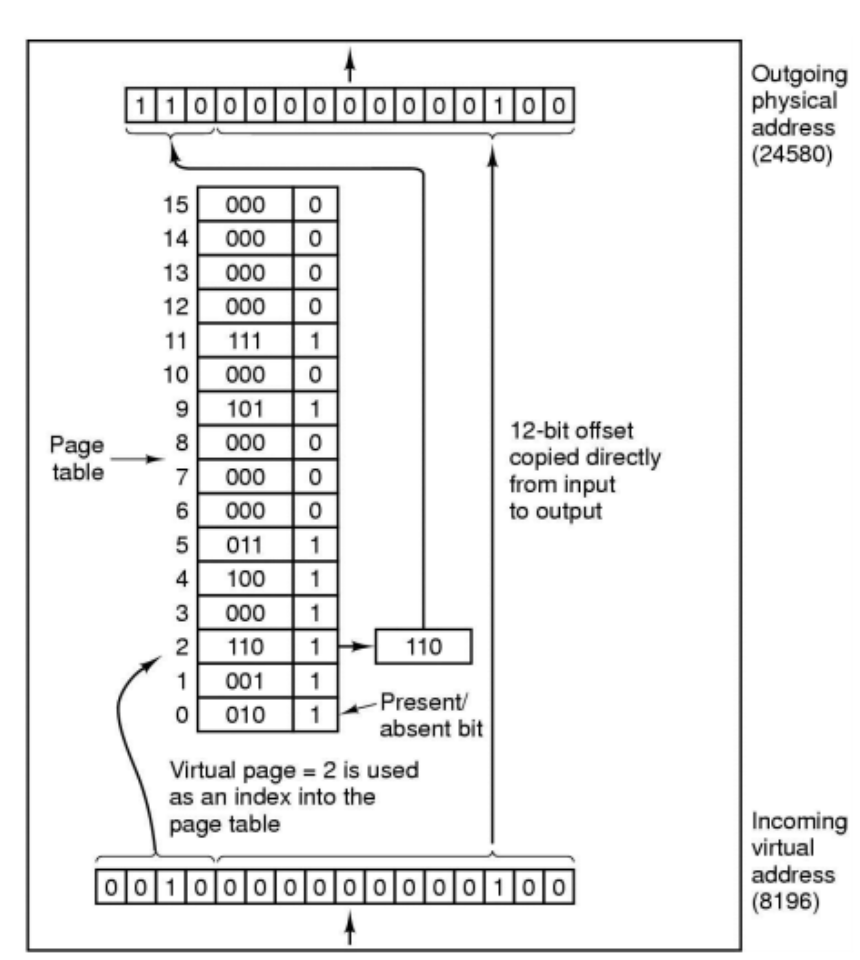 1 1 0 0 0 0 0 0 0 0 0 0 1 0 0
Outgoing
physical
address
(24580)
15 000 0
14 000 0
13 000 0
12 000 0
11 111 1
10 000 0
9 101 1
8 000 0
7 000 0
6 000 0
5 011 1
4 100 1
3 000 1
2 110 1 110
1 001 1
0 010 1
Page
table
12-bit offset
copied directly
from input
to output
Present/
absent bit
Virtual page = 2 is used
as an index into the
page table
0 0 1 0 0 0 0 0 0 0 0 0 0 1 0 0
Incoming
virtual
address
(8196)